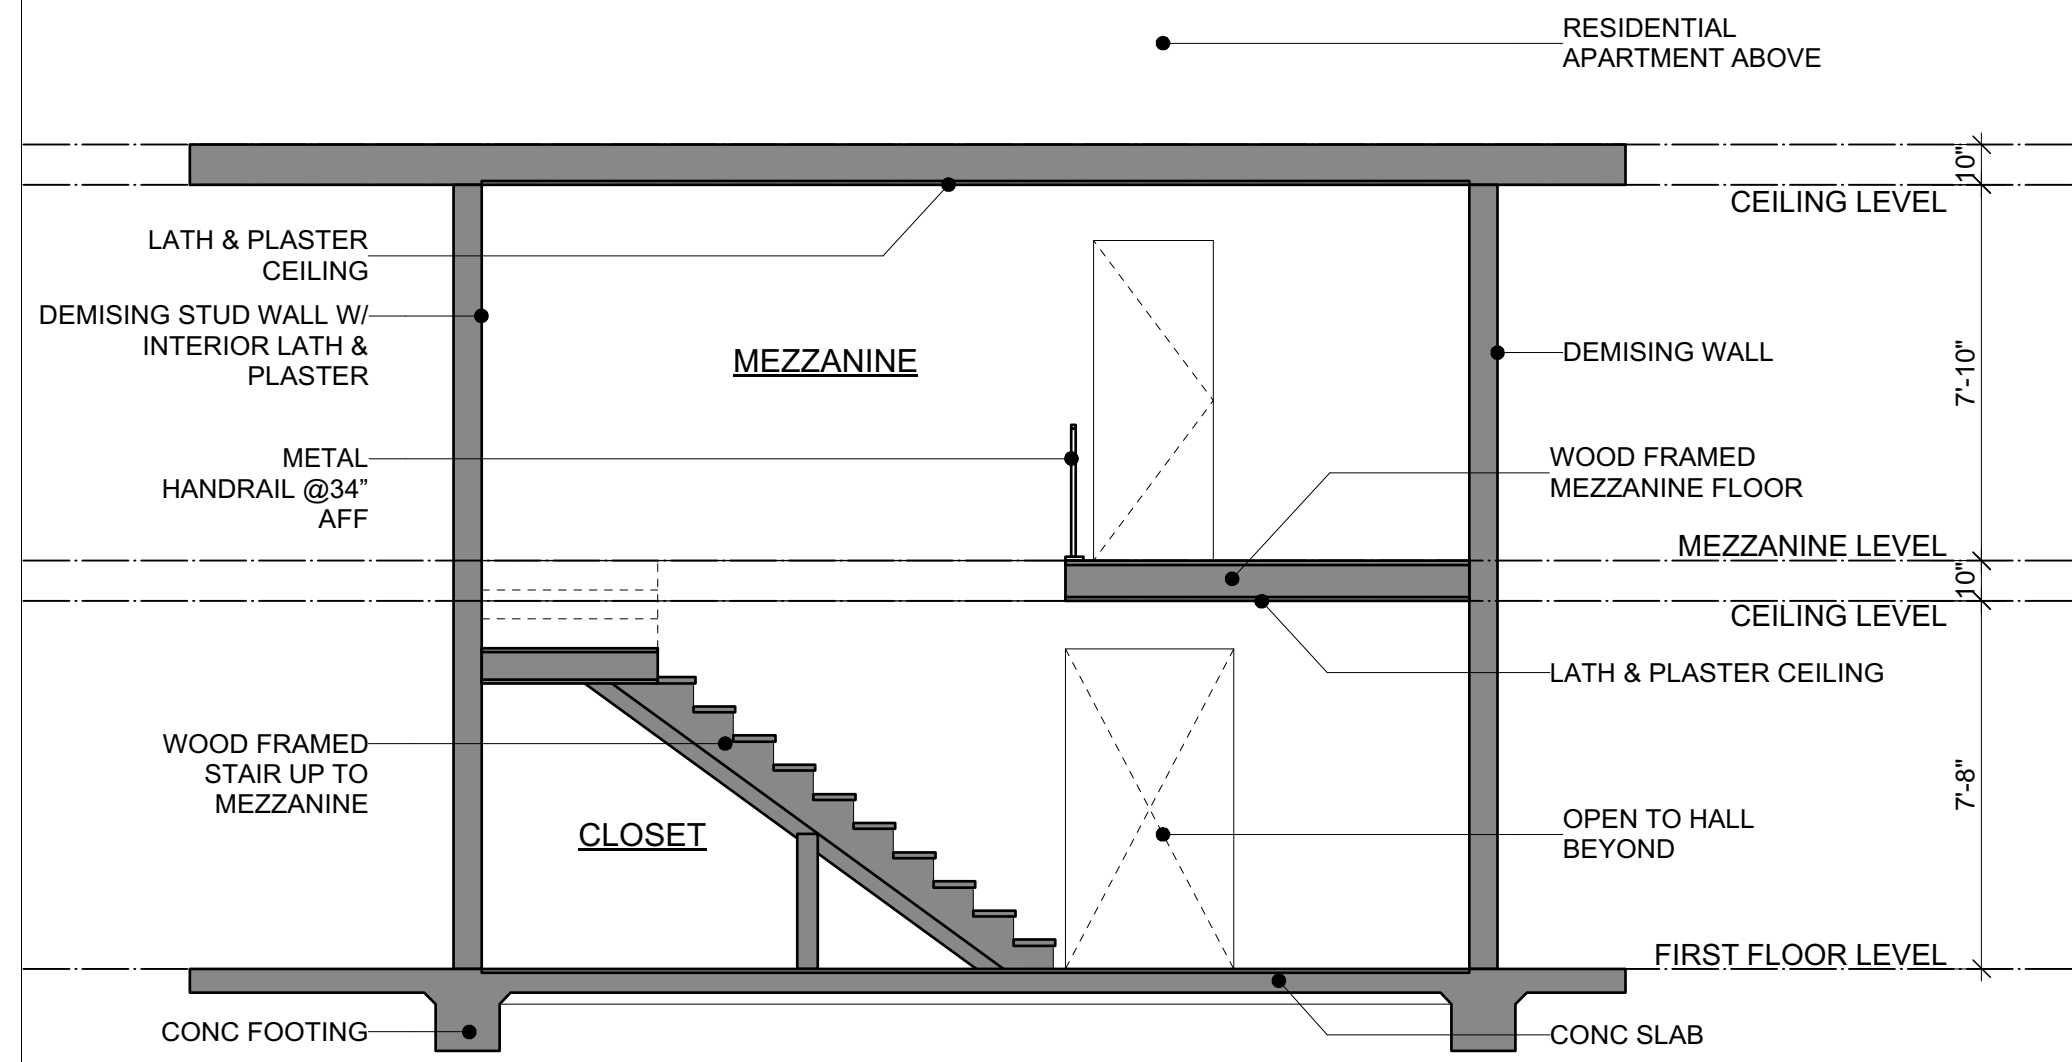 RESIDENTIAL
APARTMENT ABOVE
10"
CEILING LEVEL
LATH & PLASTER
CEILING
DEMISING STUD WALL W/
INTERIOR LATH &
PLASTER
MEZZANINE
DEMISING WALL
7'-10"
METAL
HANDRAIL @34”
AFF
WOOD FRAMED
MEZZANINE FLOOR
MEZZANINE LEVEL
10"
CEILING LEVEL
LATH & PLASTER CEILING
WOOD FRAMED
STAIR UP TO
MEZZANINE
7'-8"
CLOSET
OPEN TO HALL
BEYOND
FIRST FLOOR LEVEL
CONC FOOTING
CONC SLAB